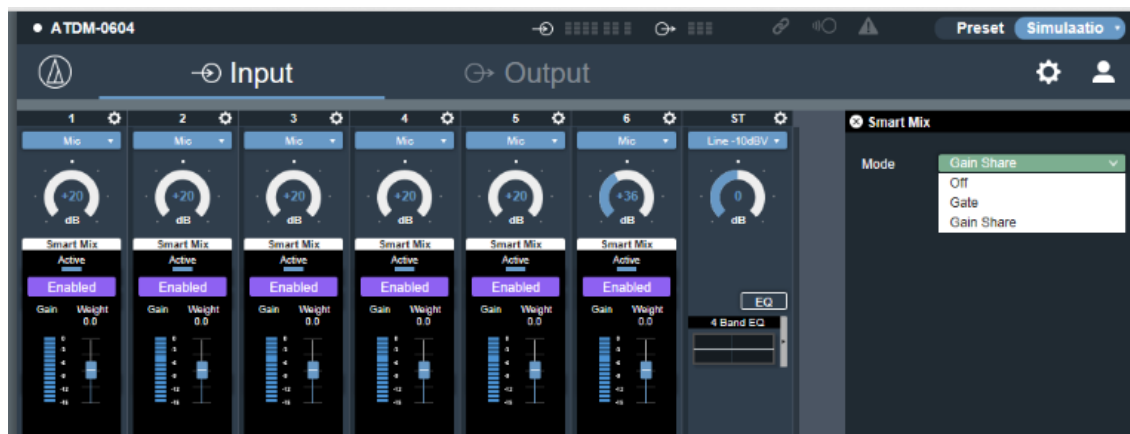 ATDM-0604
Preset Simulaatio
Input Output
1 2 3 4 5 6 ST
Smart Mix
Mic Mic Mic Mic Mic Mic Line -10dBV
Mode Gain Share
Off
Gate
Gain Share
+20 +20 +20 +20 +20 +36 0
dB dB dB dB dB dB dB
Smart Mix Smart Mix Smart Mix Smart Mix Smart Mix Smart Mix
Active Active Active Active Active Active
Enabled Enabled Enabled Enabled Enabled Enabled
EQ
Gain Weight Gain Weight Gain Weight Gain Weight Gain Weight Gain Weight
0.0 0.0 0.0 0.0 0.0 0.0
4 Band EQ